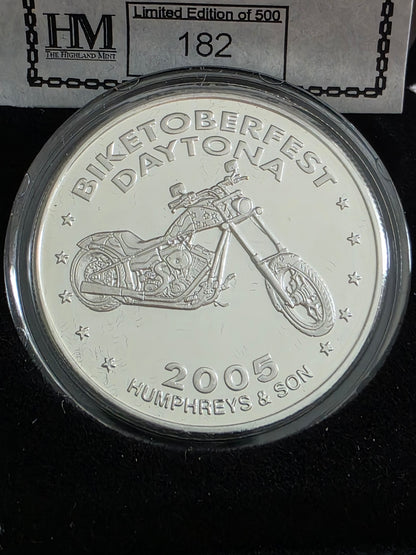 HM
THE HIGHLAND MINT
Limited Edition of 500
182
BIKETOBERFEST
DAYTONA
2005
HUMPHREYS & SON